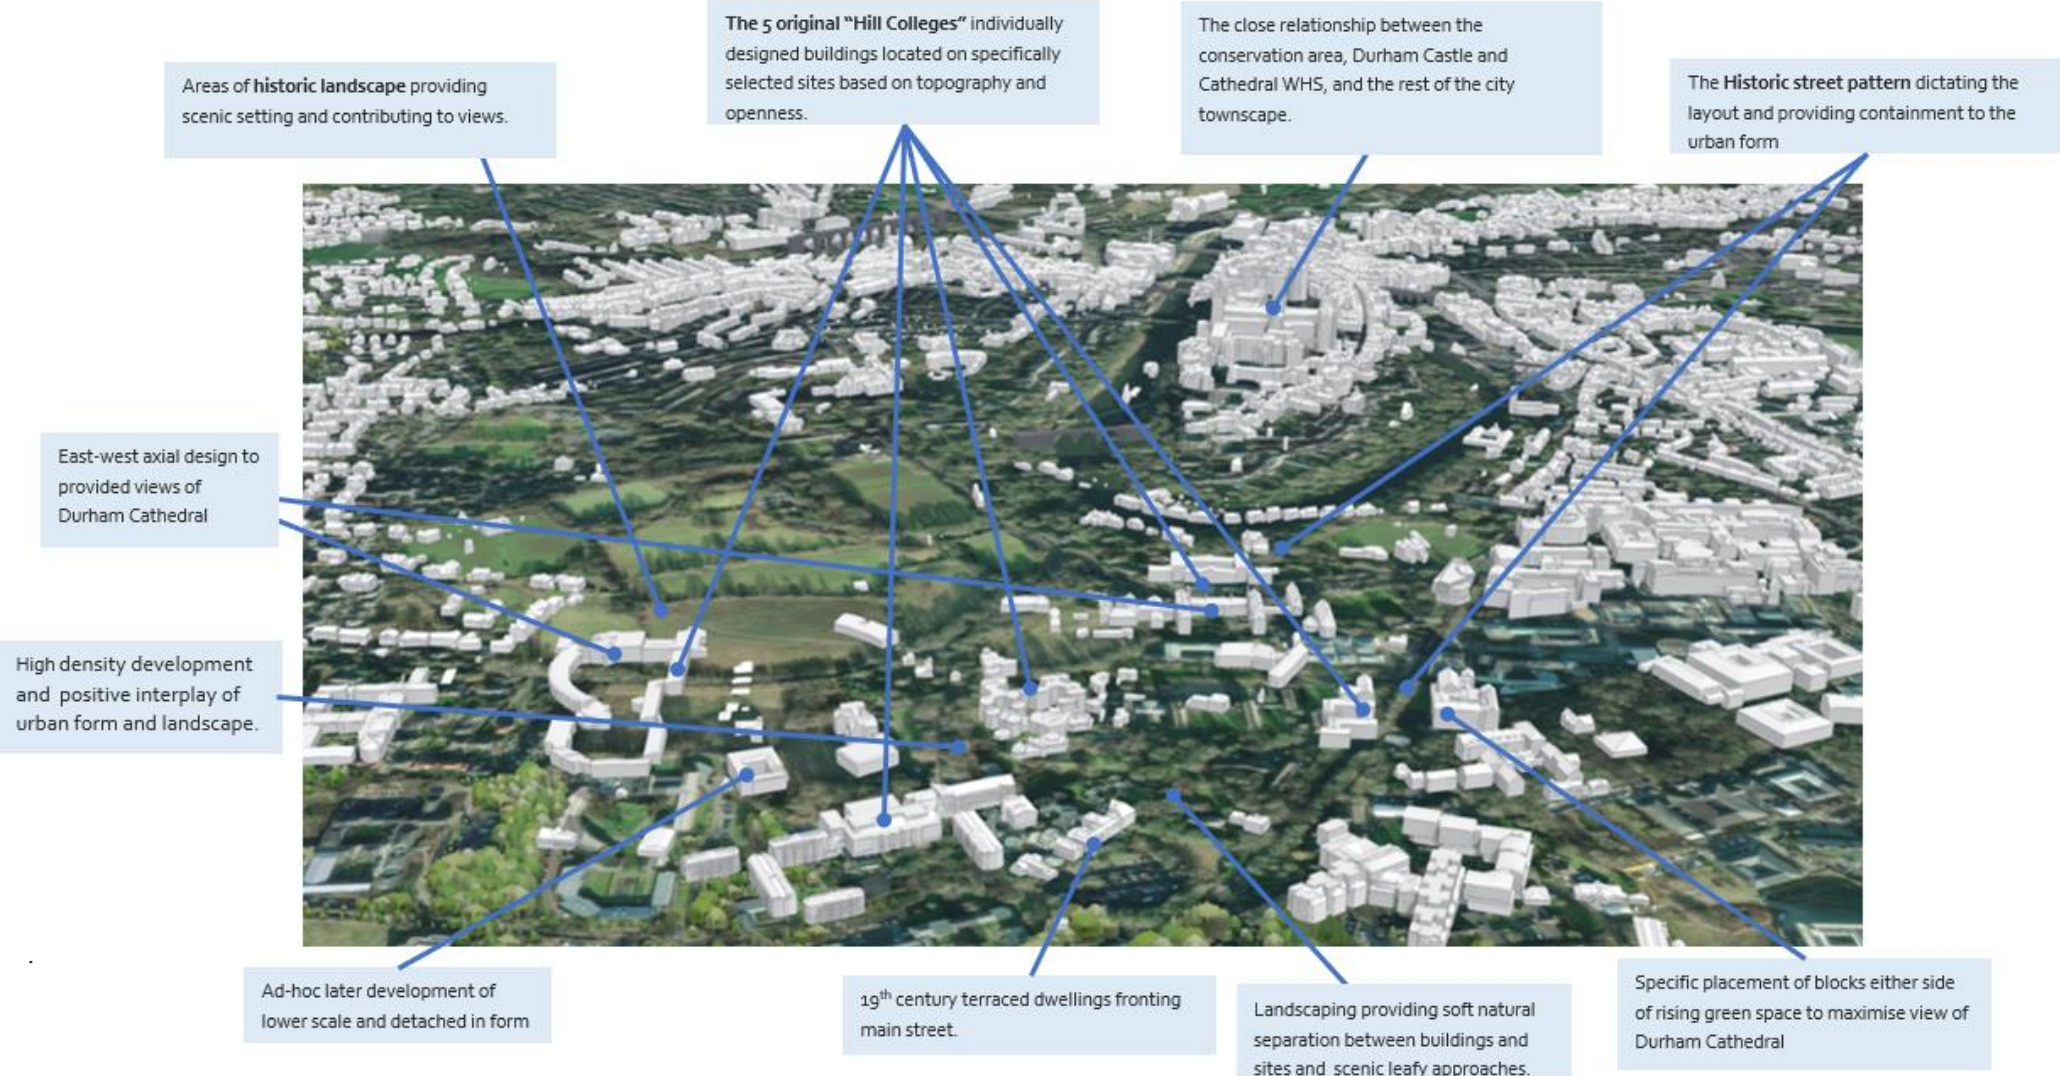 The 5 original “Hill Colleges” individually
designed buildings located on specifically
selected sites based on topography and
openness.
The close relationship between the
conservation area, Durham Castle and
Cathedral WHS, and the rest of the city
townscape.
Areas of historic landscape providing
scenic setting and contributing to views.
The Historic street pattern dictating the
layout and providing containment to the
urban form
East-west axial design to
provided views of
Durham Cathedral
High density development
and positive interplay of
urban form and landscape.
.
Ad-hoc later development of
lower scale and detached in form
19th century terraced dwellings fronting
main street.
Landscaping providing soft natural
separation between buildings and
sites and scenic leafy approaches.
Specific placement of blocks either side
of rising green space to maximise view of
Durham Cathedral